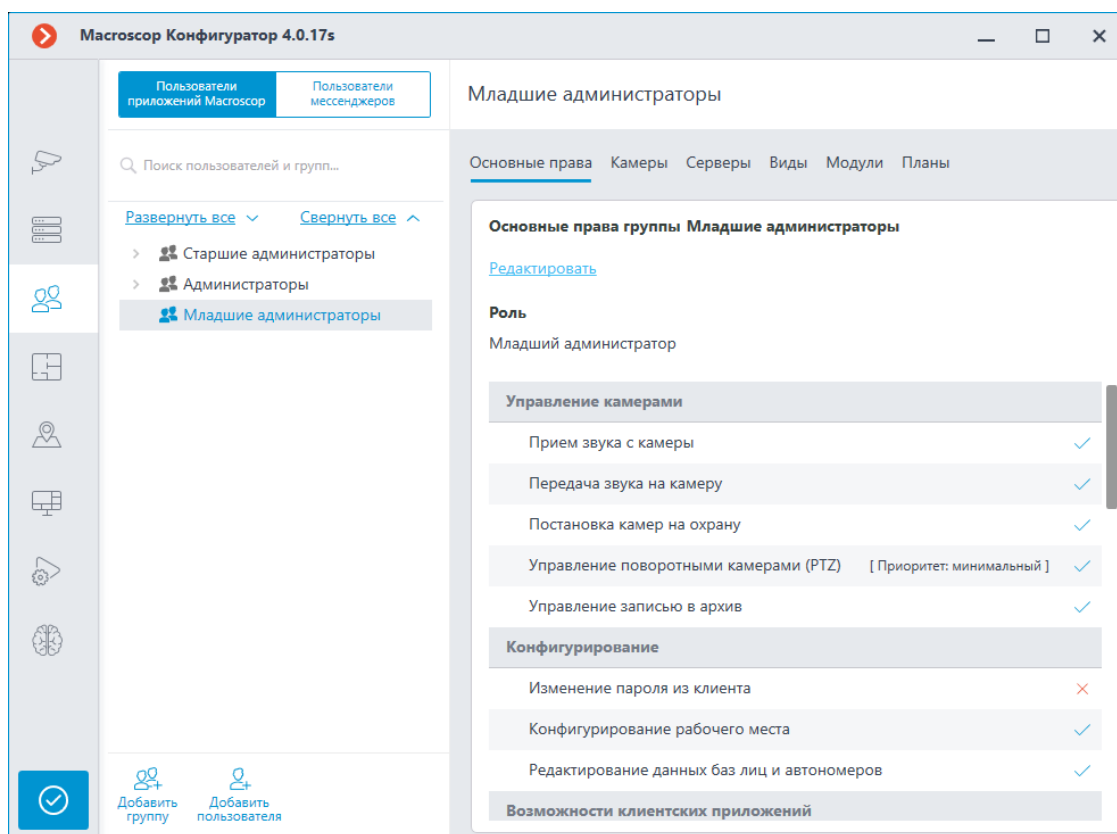 Macroscop Конфигуратор 4.0.17s
Пользователи
приложений Macroscop
Пользователи
мессенджеров
Поиск пользователей и групп...
Развернуть все
Свернуть все
Старшие администраторы
Администраторы
Младшие администраторы
Добавить
группу
Добавить
пользователя
Младшие администраторы
Основные права Камеры Серверы Виды Модули Планы
Основные права группы Младшие администраторы
Редактировать
Роль
Младший администратор
Управление камерами
Прием звука с камеры
Передача звука на камеру
Постановка камер на охрану
Управление поворотными камерами (PTZ) [ Приоритет: минимальный ]
Управление записью в архив
Конфигурирование
Изменение пароля из клиента
Конфигурирование рабочего места
Редактирование данных баз лиц и автономеров
Возможности клиентских приложений